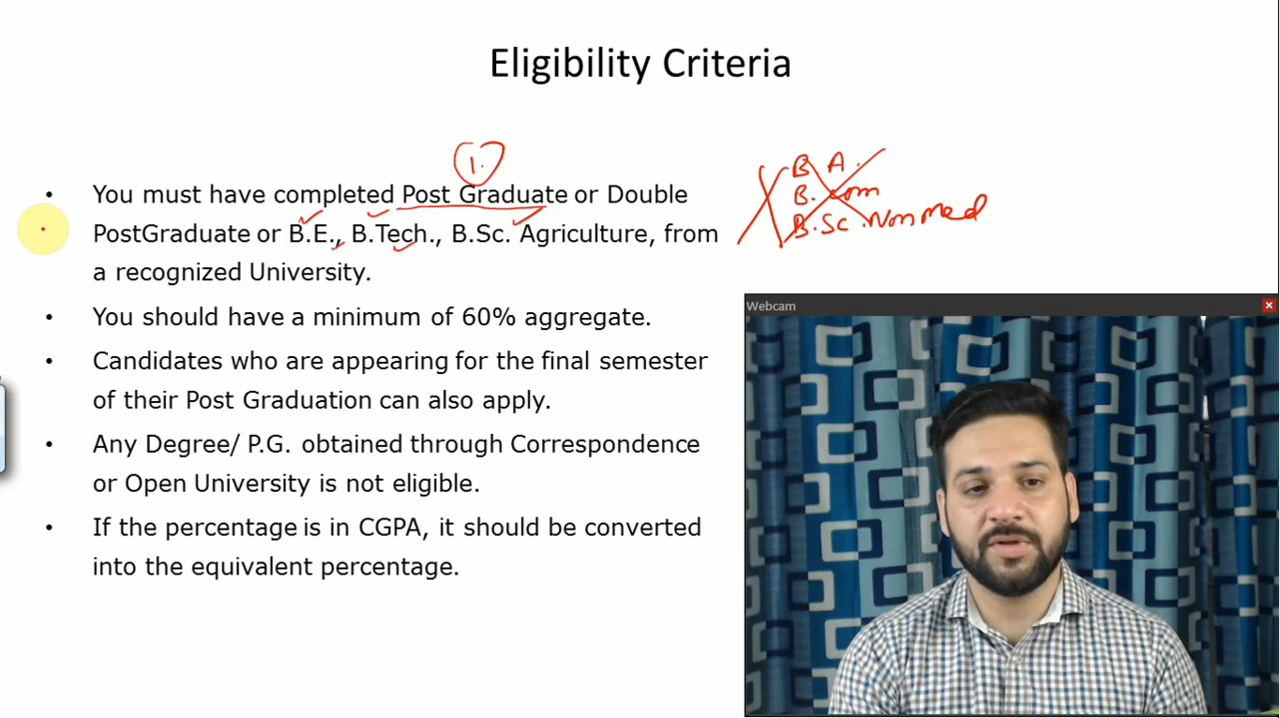 Eligibility Criteria
1.
• You must have completed Post Graduate or Double
PostGraduate or B.E., B.Tech., B.Sc. Agriculture, from
a recognized University.
B A.
B. Com
B.Sc. Non med
• You should have a minimum of 60% aggregate.
• Candidates who are appearing for the final semester
of their Post Graduation can also apply.
• Any Degree/ P.G. obtained through Correspondence
or Open University is not eligible.
• If the percentage is in CGPA, it should be converted
into the equivalent percentage.
Webcam